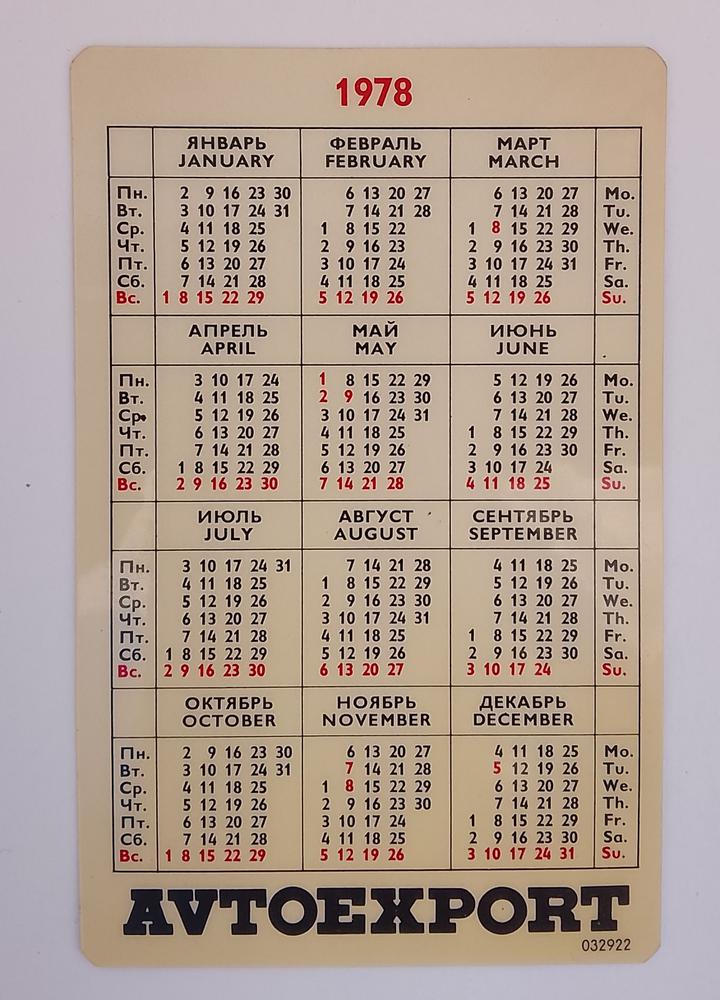 1978
ЯНВАРЬ ФЕВРАЛЬ МАРТ
JANUARY FEBRUARY MARCH
Пн. 2 9 16 23 30 6 13 20 27 6 13 20 27 Mo.
Вт. 3 10 17 24 31 7 14 21 28 7 14 21 28 Tu.
Ср. 4 11 18 25 1 8 15 22 1 8 15 22 29 We.
Чт. 5 12 19 26 2 9 16 23 2 9 16 23 30 Th.
Пт. 6 13 20 27 3 10 17 24 3 10 17 24 31 Fr.
Сб. 7 14 21 28 4 11 18 25 4 11 18 25 Sa.
Вс. 1 8 15 22 29 5 12 19 26 5 12 19 26 Su.
АПРЕЛЬ МАЙ ИЮНЬ
APRIL MAY JUNE
Пн. 3 10 17 24 1 8 15 22 29 5 12 19 26 Mo.
Вт. 4 11 18 25 2 9 16 23 30 6 13 20 27 Tu.
Ср. 5 12 19 26 3 10 17 24 31 7 14 21 28 We.
Чт. 6 13 20 27 4 11 18 25 1 8 15 22 29 Th.
Пт. 7 14 21 28 5 12 19 26 2 9 16 23 30 Fr.
Сб. 1 8 15 22 29 6 13 20 27 3 10 17 24 Sa.
Вс. 2 9 16 23 30 7 14 21 28 4 11 18 25 Su.
ИЮЛЬ АВГУСТ СЕНТЯБРЬ
JULY AUGUST SEPTEMBER
Пн. 3 10 17 24 31 7 14 21 28 4 11 18 25 Mo.
Вт. 4 11 18 25 1 8 15 22 29 5 12 19 26 Tu.
Ср. 5 12 19 26 2 9 16 23 30 6 13 20 27 We.
Чт. 6 13 20 27 3 10 17 24 31 7 14 21 28 Th.
Пт. 7 14 21 28 4 11 18 25 1 8 15 22 29 Fr.
Сб. 1 8 15 22 29 5 12 19 26 2 9 16 23 30 Sa.
Вс. 2 9 16 23 30 6 13 20 27 3 10 17 24 Su.
ОКТЯБРЬ НОЯБРЬ ДЕКАБРЬ
OCTOBER NOVEMBER DECEMBER
Пн. 2 9 16 23 30 6 13 20 27 4 11 18 25 Mo.
Вт. 3 10 17 24 31 7 14 21 28 5 12 19 26 Tu.
Ср. 4 11 18 25 1 8 15 22 29 6 13 20 27 We.
Чт. 5 12 19 26 2 9 16 23 30 7 14 21 28 Th.
Пт. 6 13 20 27 3 10 17 24 1 8 15 22 29 Fr.
Сб. 7 14 21 28 4 11 18 25 2 9 16 23 30 Sa.
Вс. 1 8 15 22 29 5 12 19 26 3 10 17 24 31 Su.
AVTOEXPORT
032922